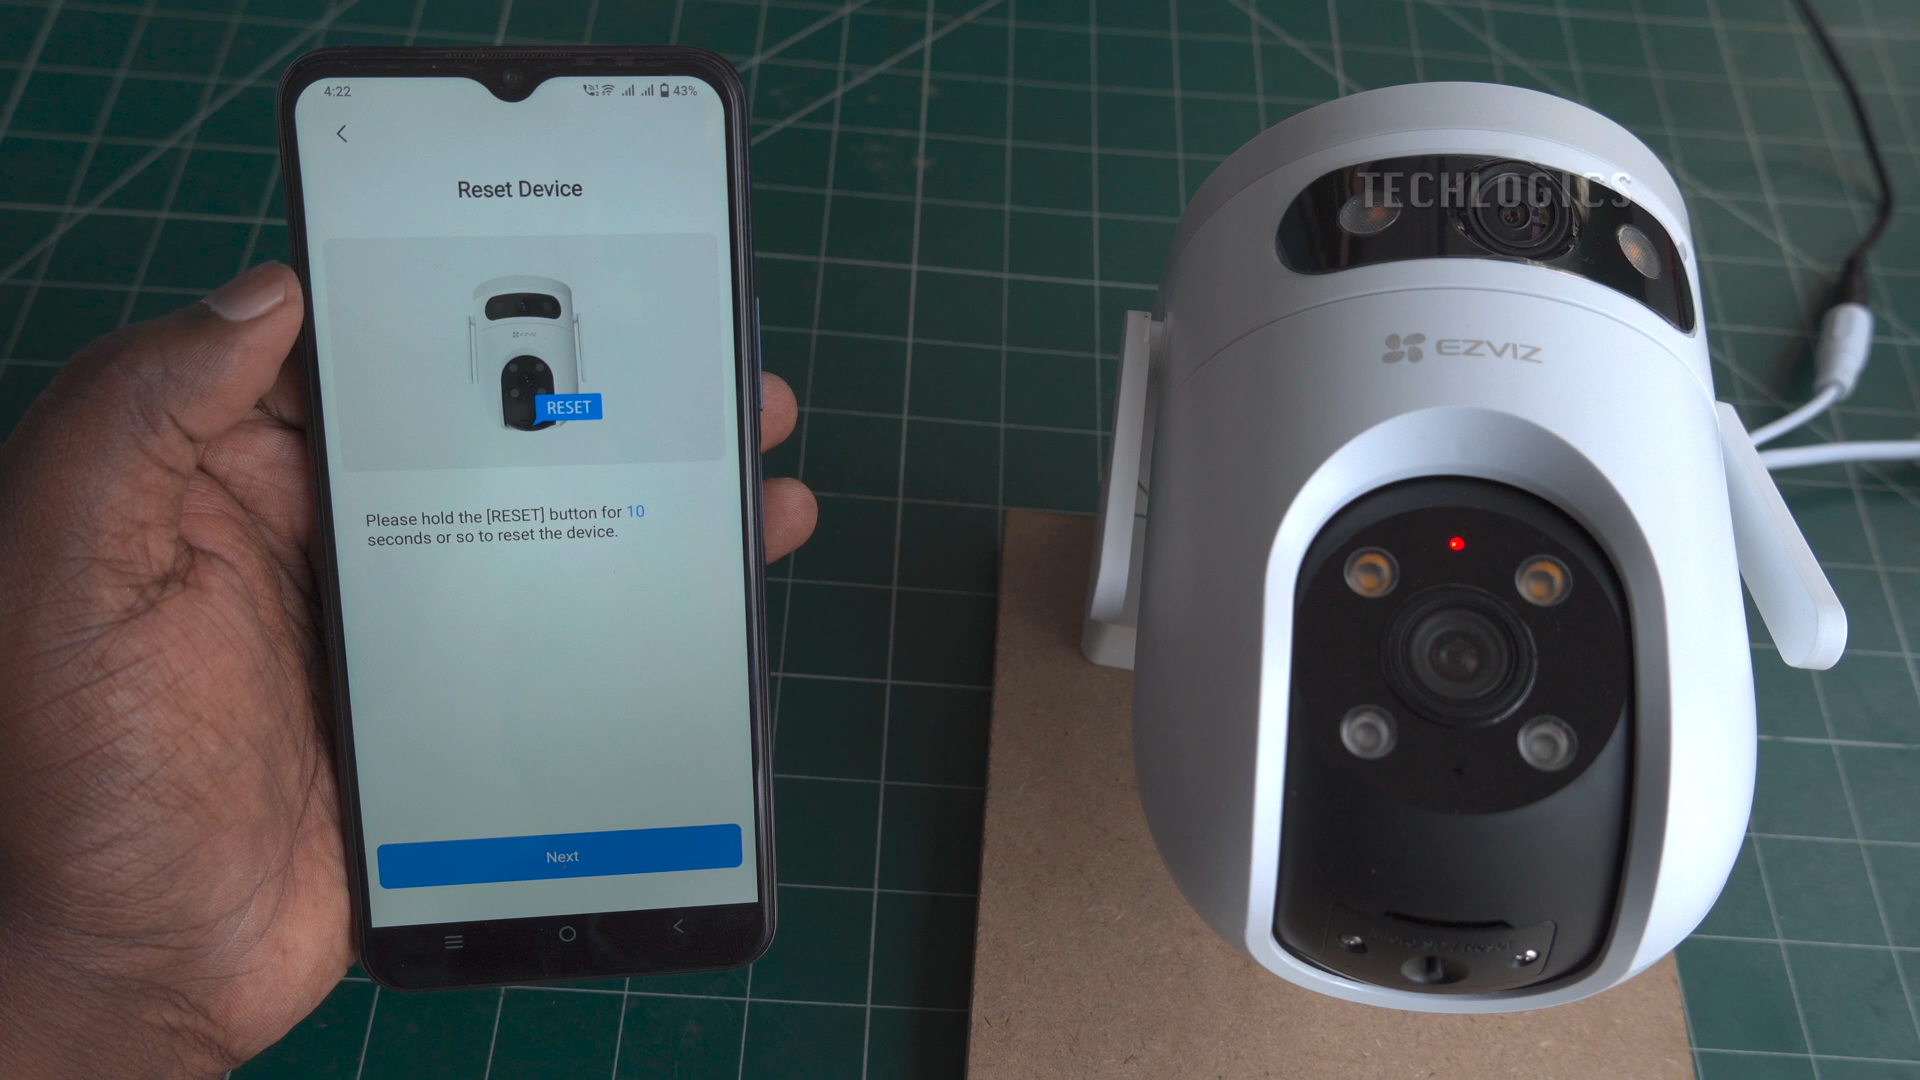 4:22
43%
Reset Device
EZVIZ
RESET
Please hold the [RESET] button for 10
seconds or so to reset the device.
Next
TECHLOGICS
EZVIZ